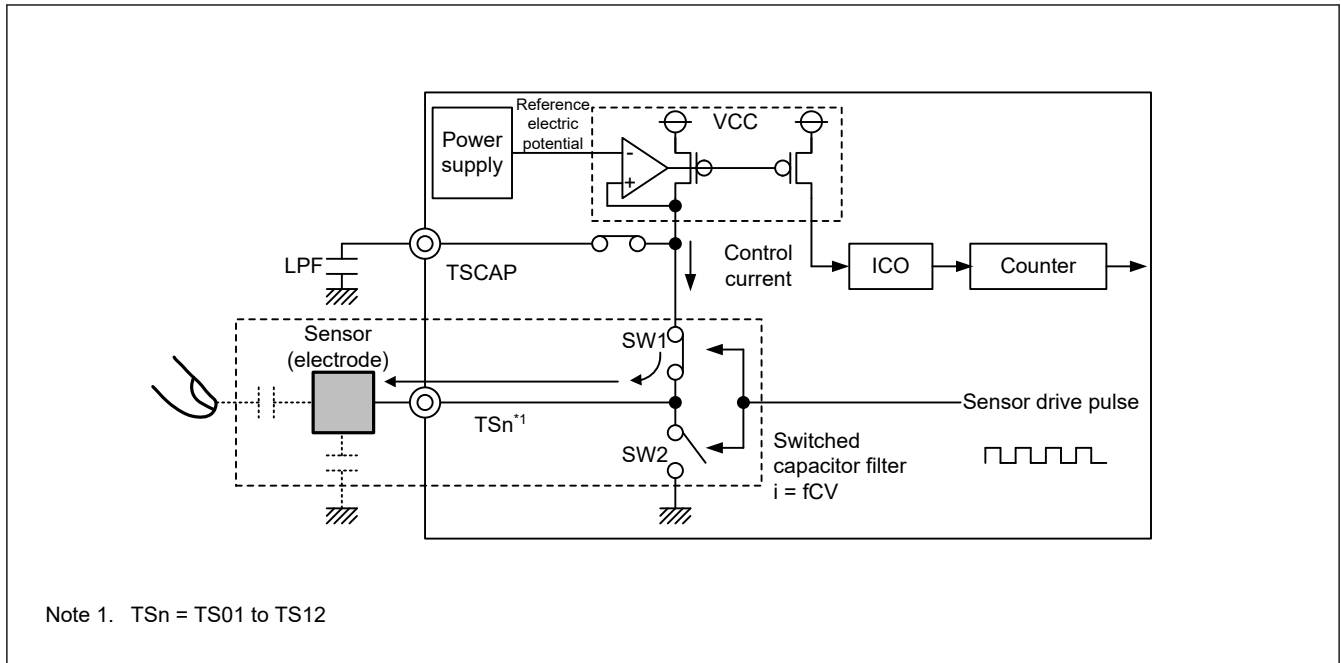 Reference
electric
potential
VCC
Power
supply
-
+
LPF
TSCAP
Control
current
ICO
Counter
Sensor
(electrode)
SW1
TSn*1
SW2
Sensor drive pulse
Switched
capacitor filter
i = fCV
Note 1. TSn = TS01 to TS12